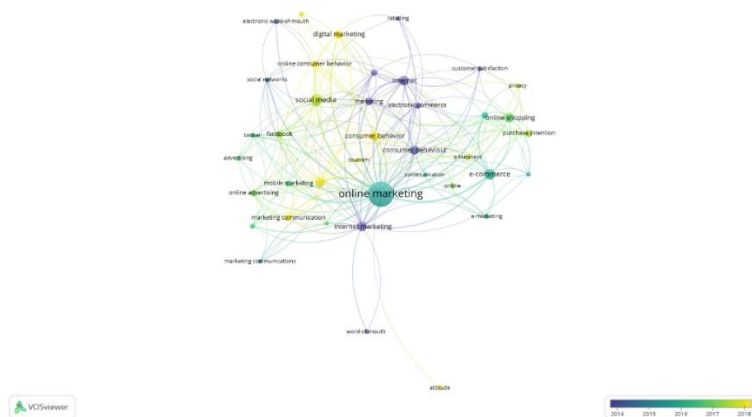 electronic word-of-mouth
retailing
digital marketing
online consumer behavior
customer satisfaction
social networks
internet
privacy
social media
marketing
electronic commerce
online shopping
twitter
facebook
consumer behavior
purchase intention
consumer behaviour
advertising
tourism
e-business
communication
e-commerce
mobile marketing
online
online advertising
online marketing
marketing communication
e-marketing
internet marketing
marketing communications
word-of-mouth
attitude
VOSviewer
2014 2015 2016 2017 2018